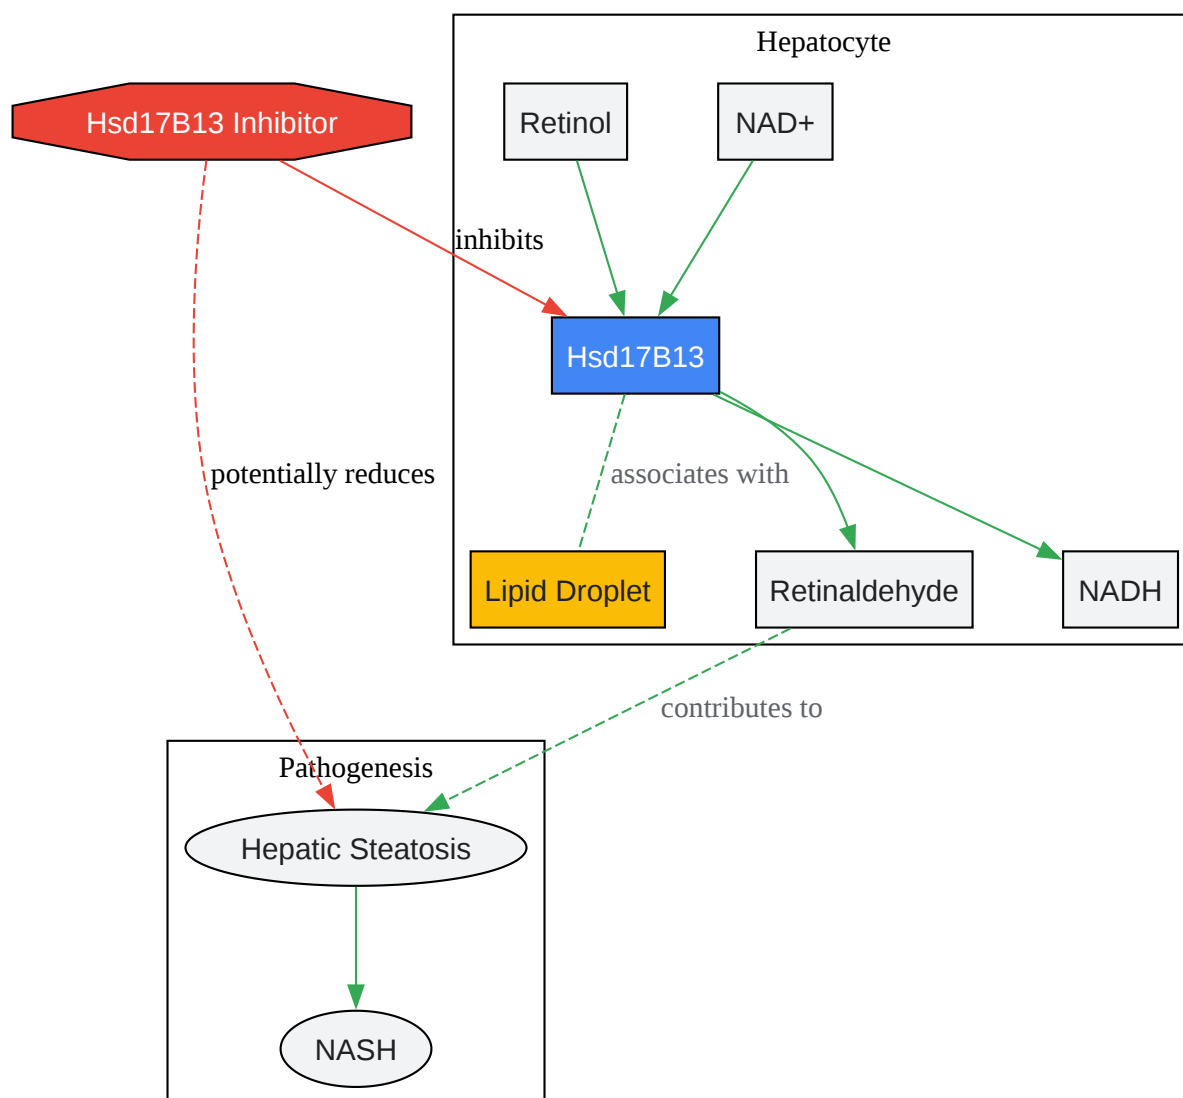 Hepatocyte
Hsd17B13 Inhibitor
Retinol
NAD+
inhibits
Hsd17B13
potentially reduces
associates with
Lipid Droplet
Retinaldehyde
NADH
contributes to
Pathogenesis
Hepatic Steatosis
NASH